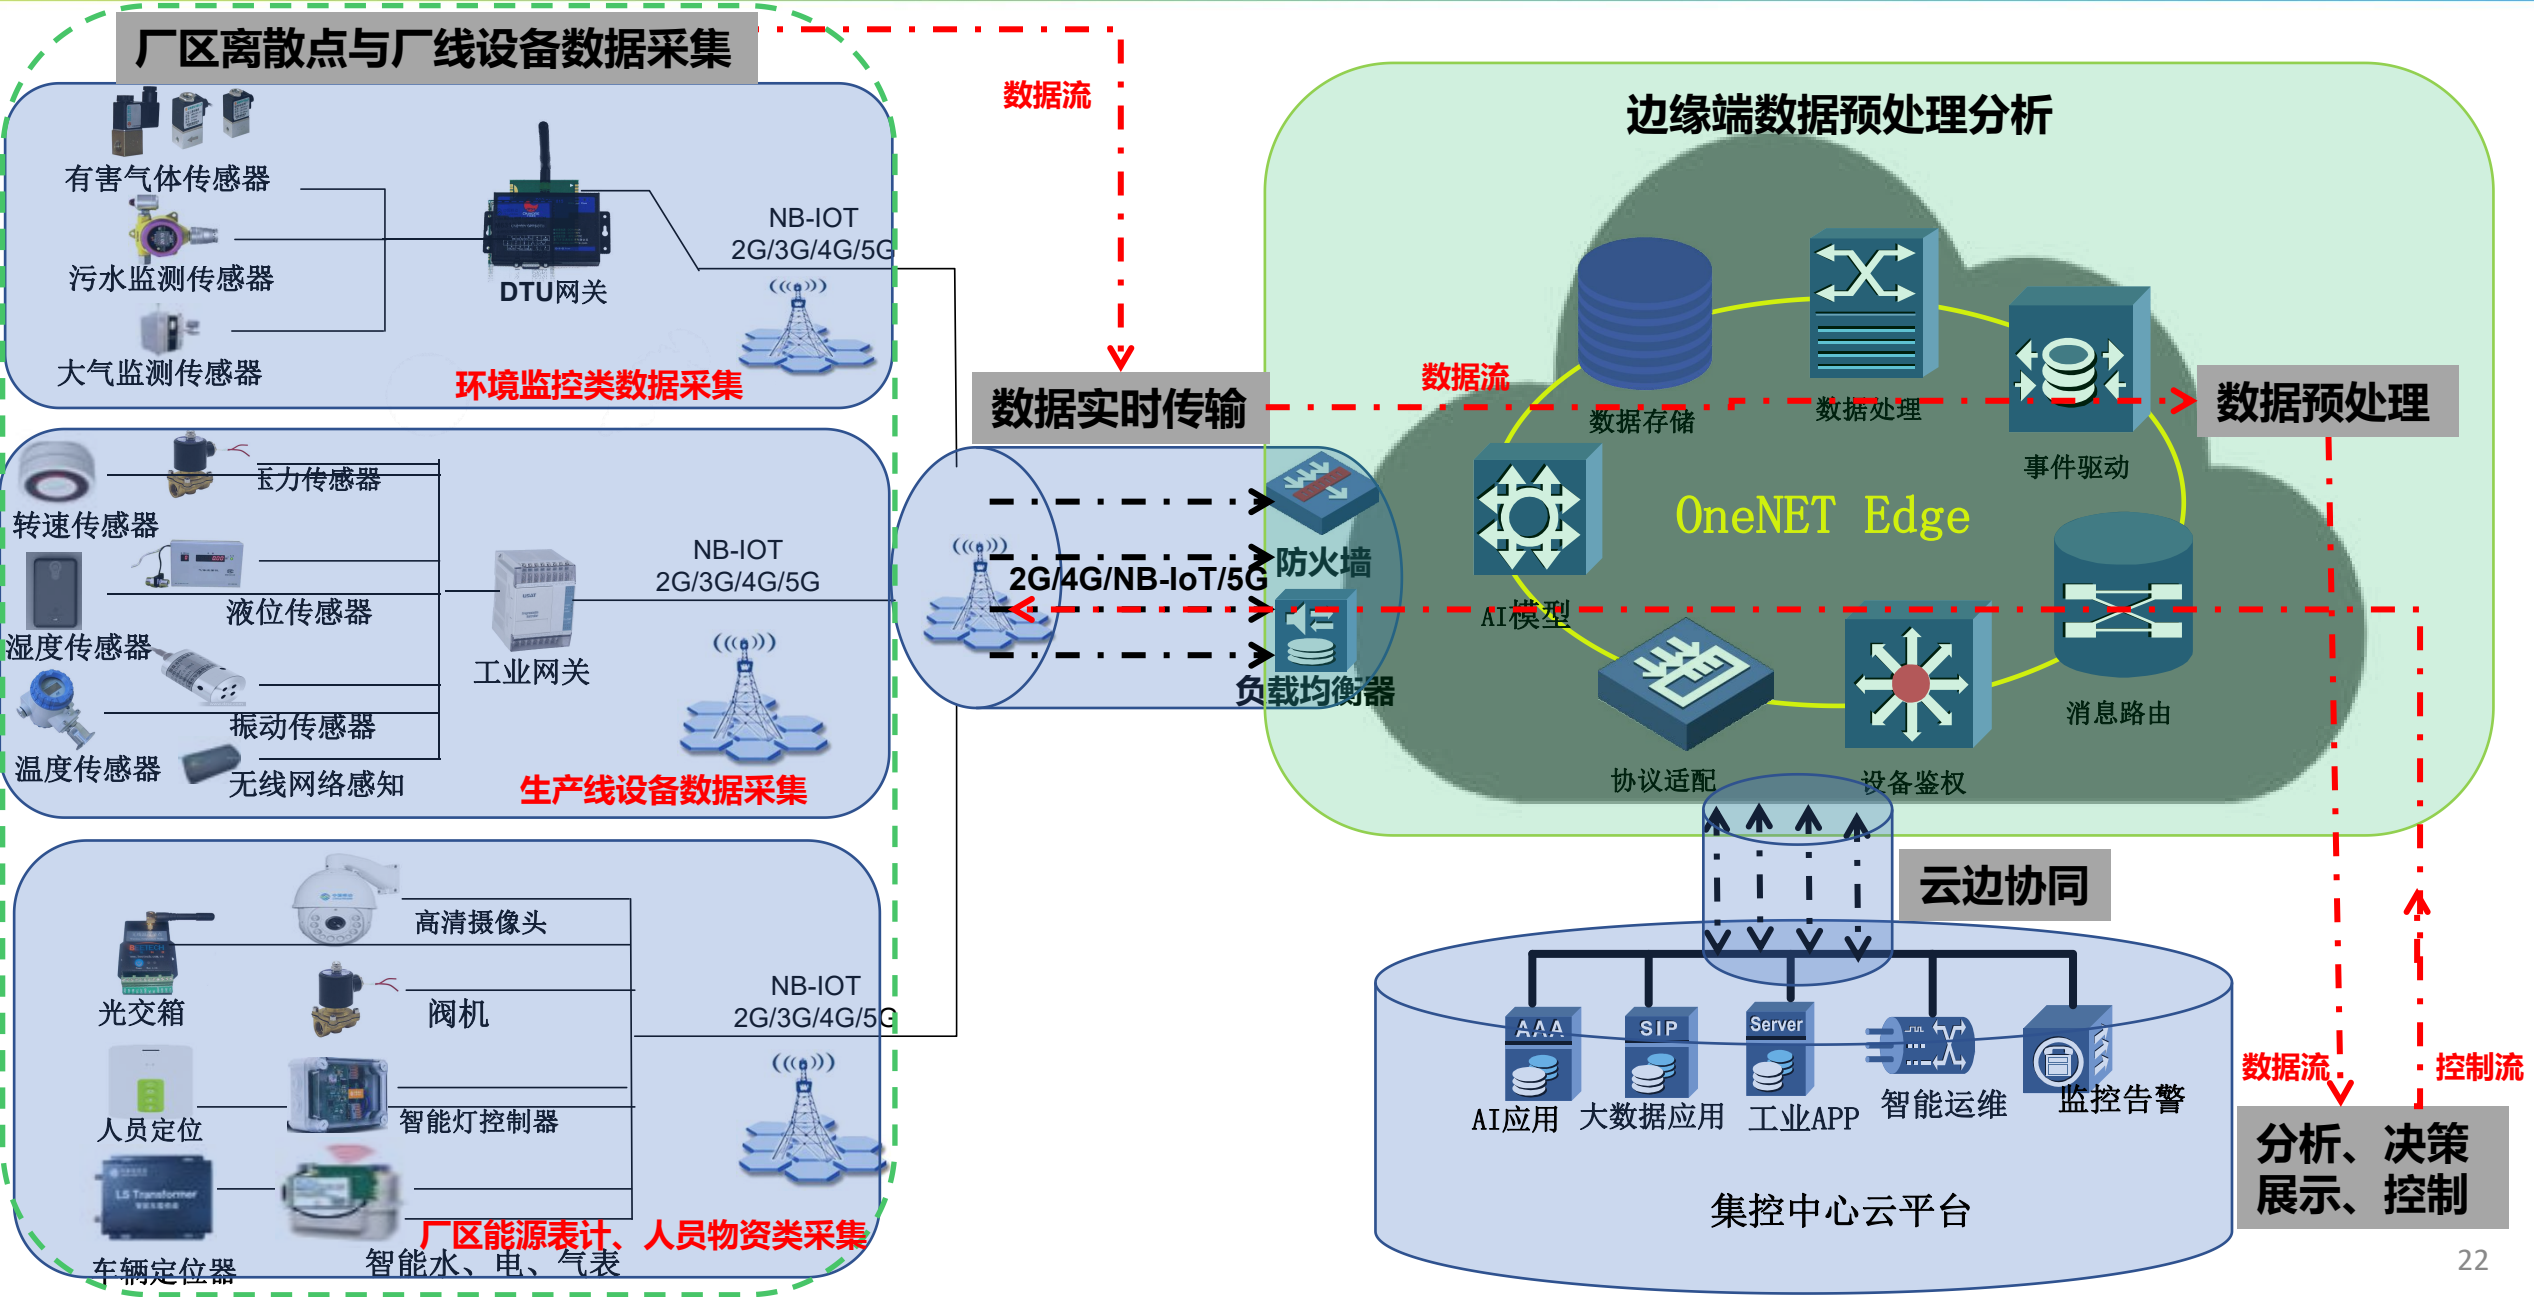 厂区离散点与厂线设备数据采集
有害气体传感器
污水监测传感器
大气监测传感器
DTU网关
NB-IOT
2G/3G/4G/5G
环境监控类数据采集
压力传感器
转速传感器
液位传感器
湿度传感器
振动传感器
温度传感器
无线网络感知
工业网关
NB-IOT
2G/3G/4G/5G
生产线设备数据采集
高清摄像头
光交箱
阀机
人员定位
智能灯控制器
LS Transformer
车辆定位器
智能水、电、气表
NB-IOT
2G/3G/4G/5G
厂区能源表计、人员物资类采集
数据流
数据实时传输
2G/4G/NB-IoT/5G
防火墙
负载均衡器
边缘端数据预处理分析
数据流
数据存储
数据处理
事件驱动
数据预处理
OneNET Edge
AI模型
协议适配
设备鉴权
消息路由
云边协同
AAA
SIP
Server
AI应用
大数据应用
工业APP
智能运维
监控告警
集控中心云平台
数据流
控制流
分析、决策
展示、控制
22